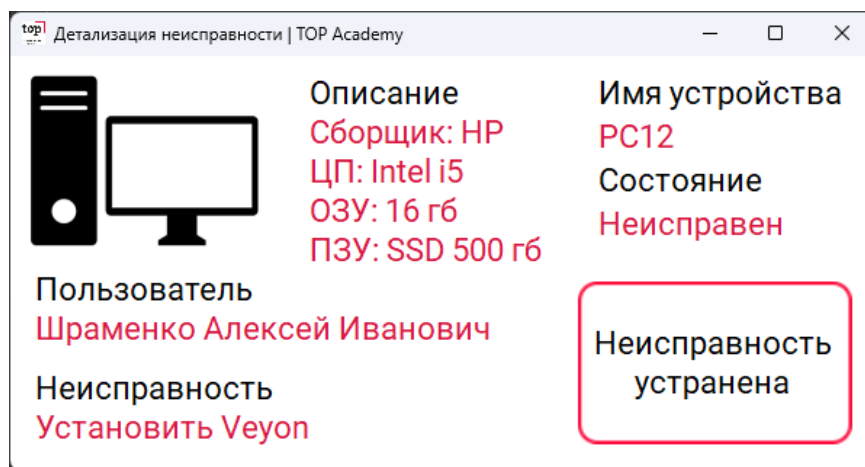 top
Детализация неисправности | TOP Academy
Описание
Сборщик: HP
ЦП: Intel i5
ОЗУ: 16 гб
ПЗУ: SSD 500 гб
Имя устройства
PC12
Состояние
Неисправен
Пользователь
Шраменко Алексей Иванович
Неисправность
Установить Veyon
Неисправность
устранена